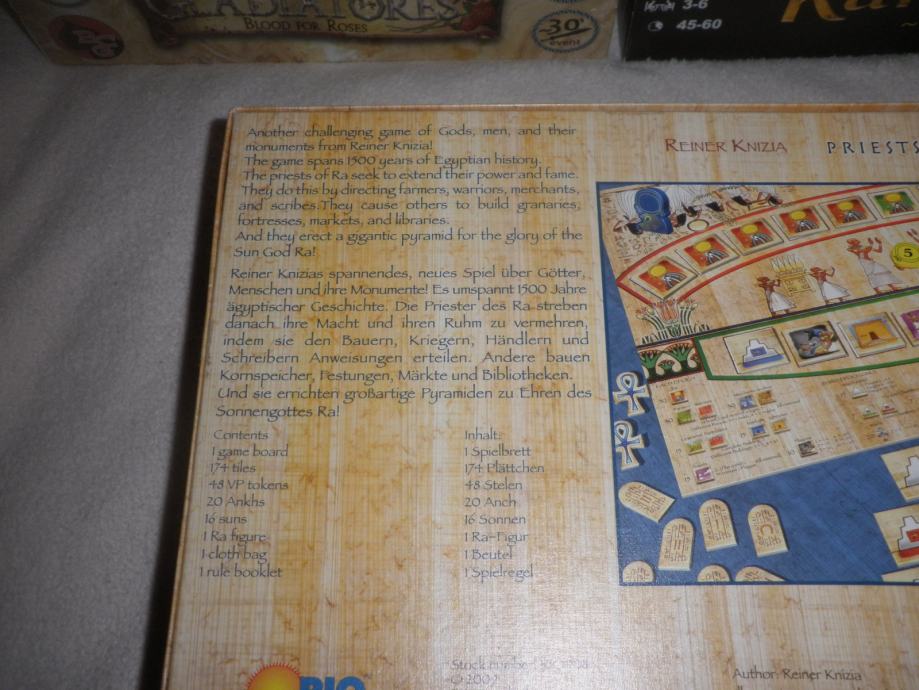 GLADIATORES
BLOOD FOR ROSES
30'
event
3-6
45-60
Another challenging game of Gods, men, and their
monuments from Reiner Knizia!
The game spans 1500 years of Egyptian history.
The priests of Ra seek to extend their power and fame.
They do this by directing farmers, warriors, merchants,
and scribes. They cause others to build granaries,
fortresses, markets, and libraries.
And they erect a gigantic pyramid for the glory of the
Sun God Ra!
Reiner Knizias spannendes, neues Spiel über Götter,
Menschen und ihre Monumente! Es umspannt 1500 Jahre
ägyptischer Geschichte. Die Priester des Ra streben
danach ihre Macht und ihren Ruhm zu vermehren,
indem sie den Bauern, Kriegern, Händlern und
Schreibern Anweisungen erteilen. Andere bauen
Kornspeicher, Festungen, Märkte und Bibliotheken.
Und sie errichten großartige Pyramiden zu Ehren des
Sonnengottes Ra!
Contents
1 game board
174 tiles
48 VP tokens
20 Ankhs
16 suns
1 Ra figure
1 cloth bag
1 rule booklet
Inhalt:
1 Spielbrett
174 Plättchen
48 Stelen
20 Anch
16 Sonnen
1 Ra-Figur
1 Beutel
1 Spielregel
REINER KNIZIA PRIESTS
5
Stock number
© 2002
RIO
Author: Reiner Knizia